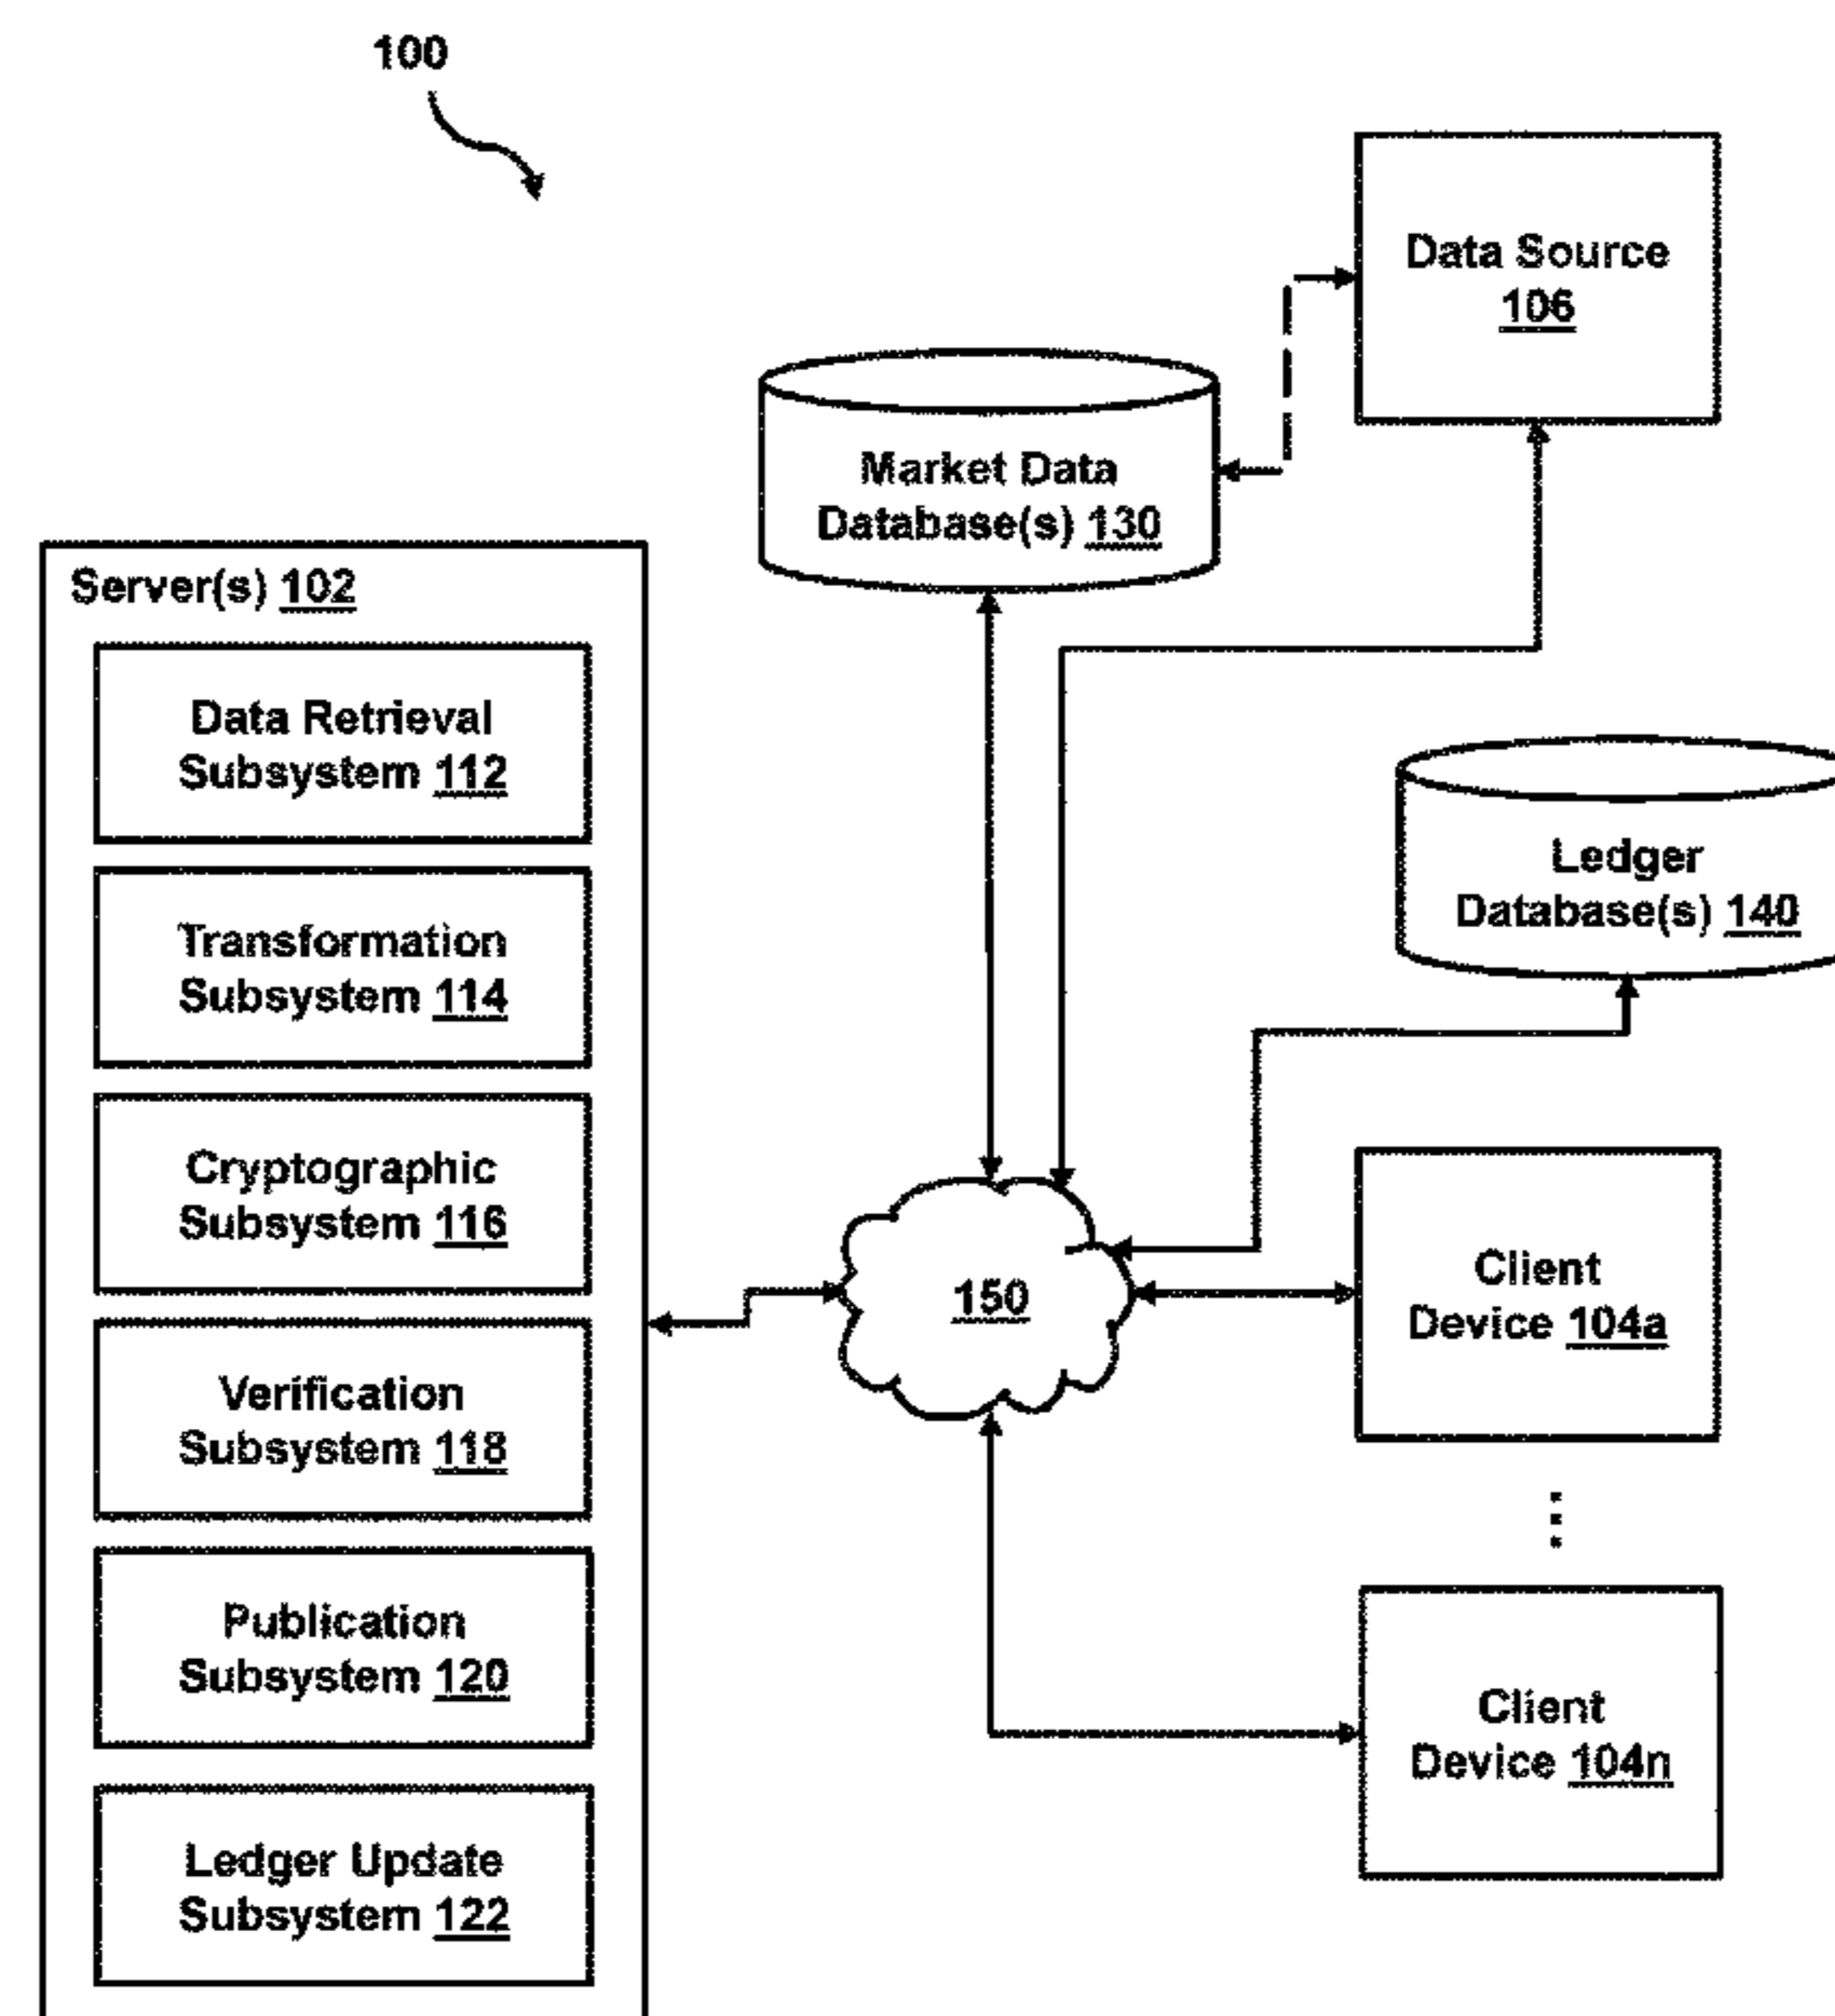 100
Data Source
106
Market Data
Database(s) 130
Server(s) 102
Data Retrieval
Subsystem 112
Transformation
Subsystem 114
Cryptographic
Subsystem 116
Verification
Subsystem 118
Publication
Subsystem 120
Ledger Update
Subsystem 122
Ledger
Database(s) 140
150
Client
Device 104a
Client
Device 104n